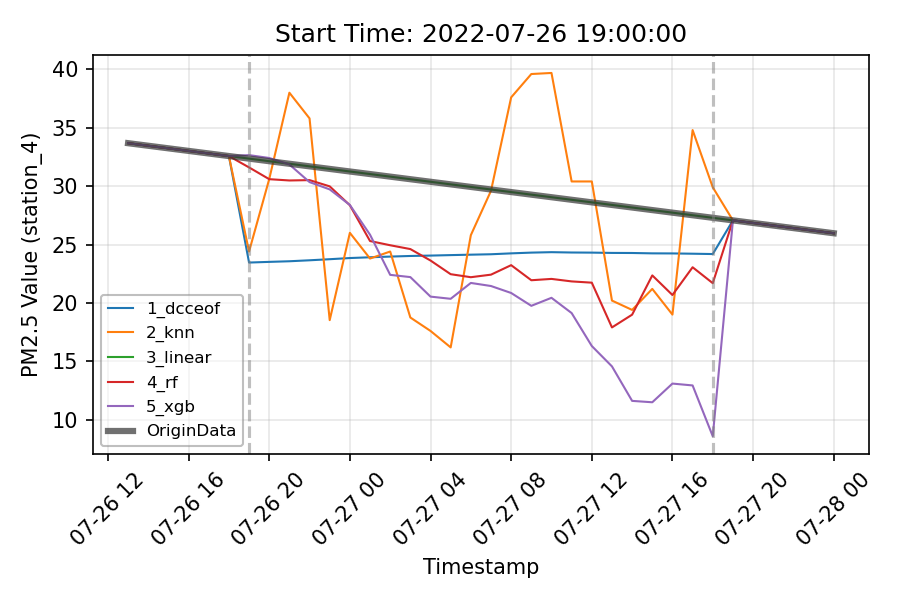 Start Time: 2022-07-26 19:00:00
PM2.5 Value (station_4)
40
35
30
25
20
15
10
1_dcceof
2_knn
3_linear
4_rf
5_xgb
OriginData
07-26 12
07-26 16
07-26 20
07-27 00
07-27 04
07-27 08
07-27 12
07-27 16
07-27 20
07-28 00
Timestamp